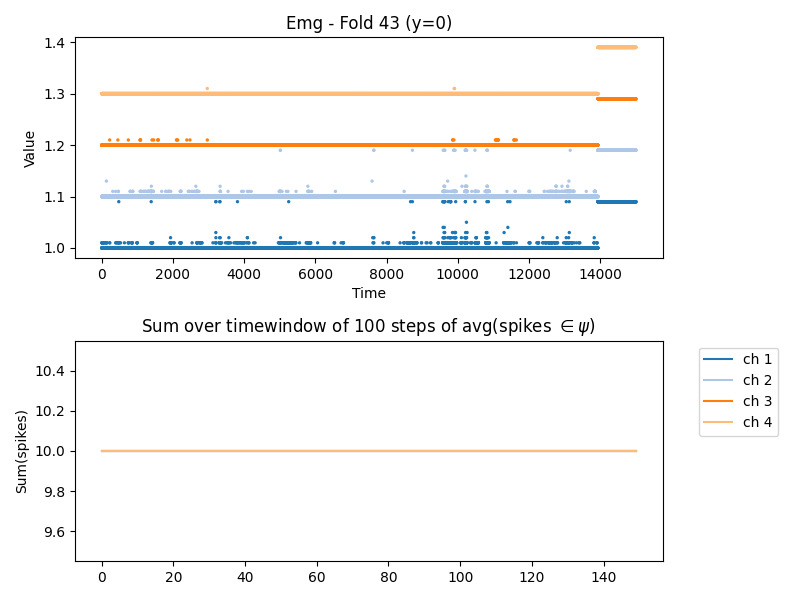 Emg - Fold 43 (y=0)
1.4
1.3
1.2
1.1
1.0
Value
0 2000 4000 6000 8000 10000 12000 14000
Time
Sum over timewindow of 100 steps of avg(spikes ∈ψ)
10.4
10.2
10.0
9.8
9.6
Sum(spikes)
0 20 40 60 80 100 120 140
ch 1
ch 2
ch 3
ch 4